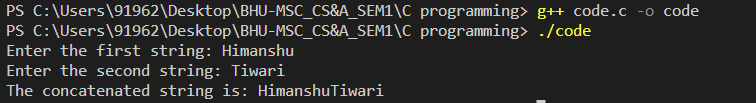 PS C:\Users\91962\Desktop\BHU-MSC_CS&A_SEM1\C programming> g++ code.c -o code
PS C:\Users\91962\Desktop\BHU-MSC_CS&A_SEM1\C programming> ./code
Enter the first string: Himanshu
Enter the second string: Tiwari
The concatenated string is: HimanshuTiwari